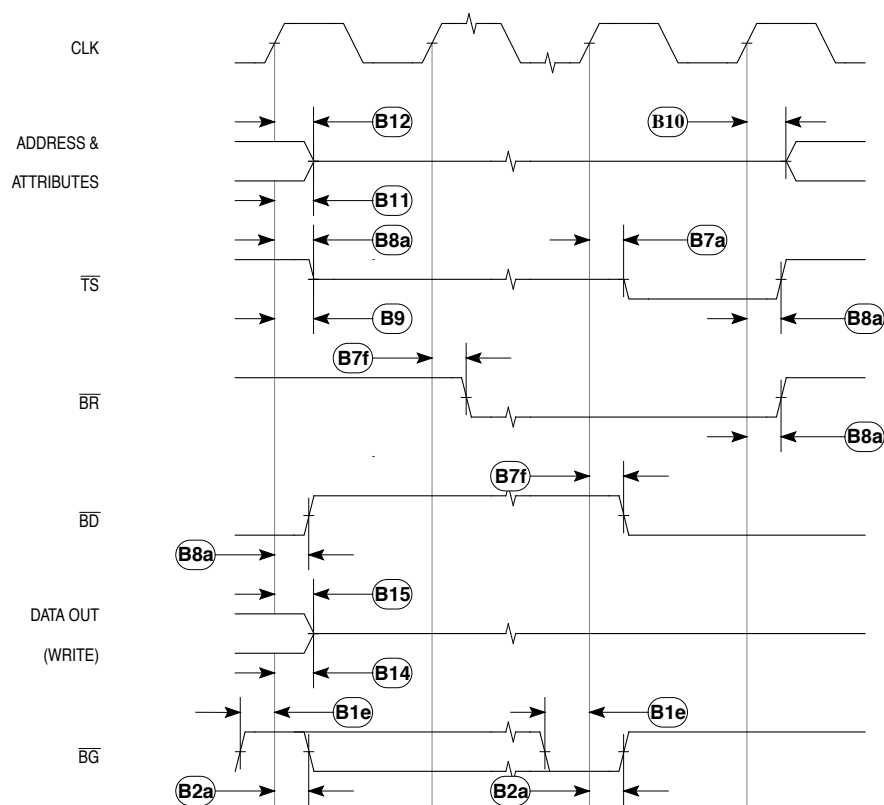 CLK
B12
B10
ADDRESS &
ATTRIBUTES
B11
B8a
B7a
TS
B9
B8a
B7f
BR
B8a
B7f
BD
B8a
B15
DATA OUT
(WRITE)
B14
B1e
B1e
BG
B2a
B2a